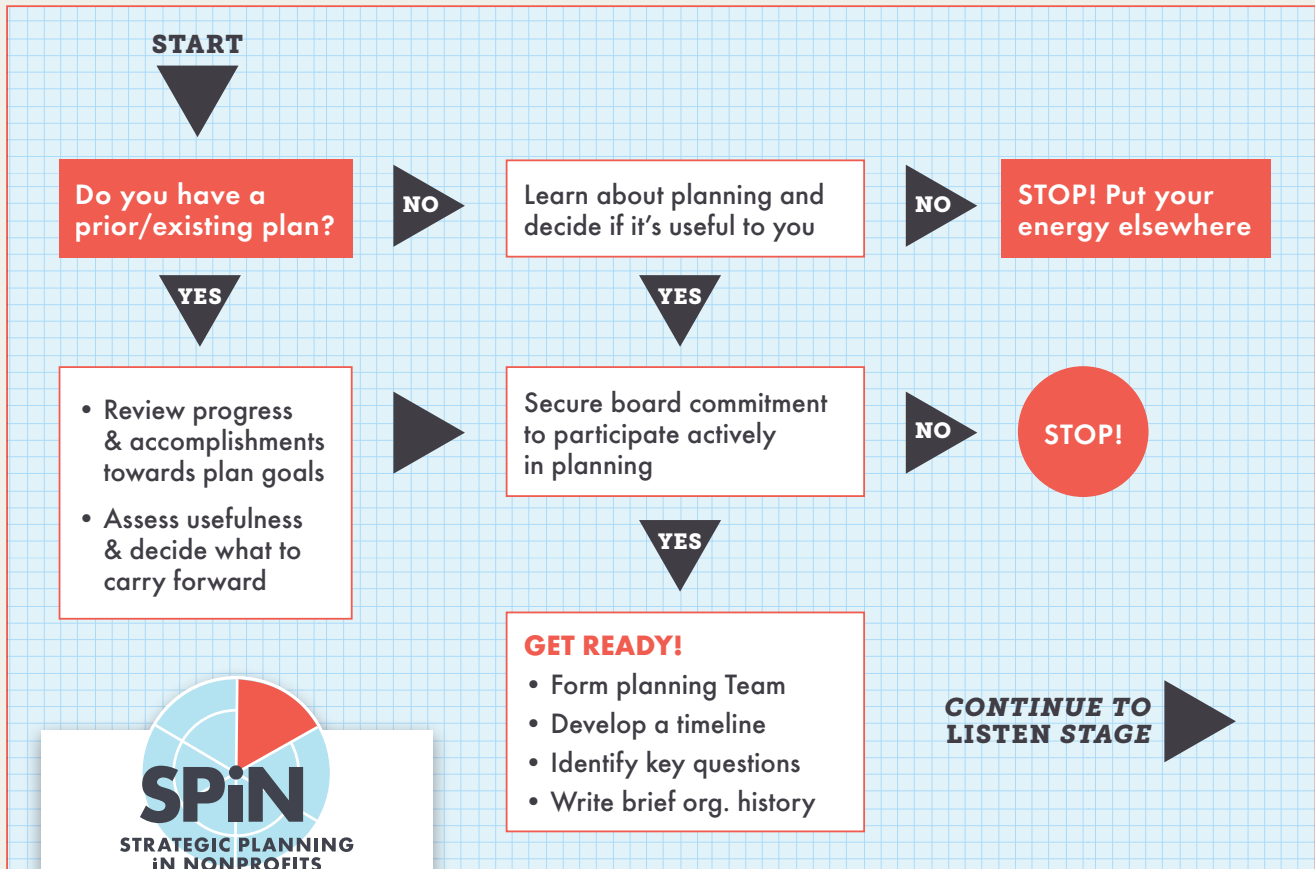 START
Do you have a
prior/existing plan?
NO
Learn about planning and
decide if it's useful to you
NO
STOP! Put your
energy elsewhere
YES
YES
• Review progress
& accomplishments
towards plan goals
• Assess usefulness
& decide what to
carry forward
Secure board commitment
to participate actively
in planning
NO
STOP!
YES
GET READY!
• Form planning Team
• Develop a timeline
• Identify key questions
• Write brief org. history
CONTINUE TO
LISTEN STAGE
SPiN
STRATEGIC PLANNING
iN NONPROFITS